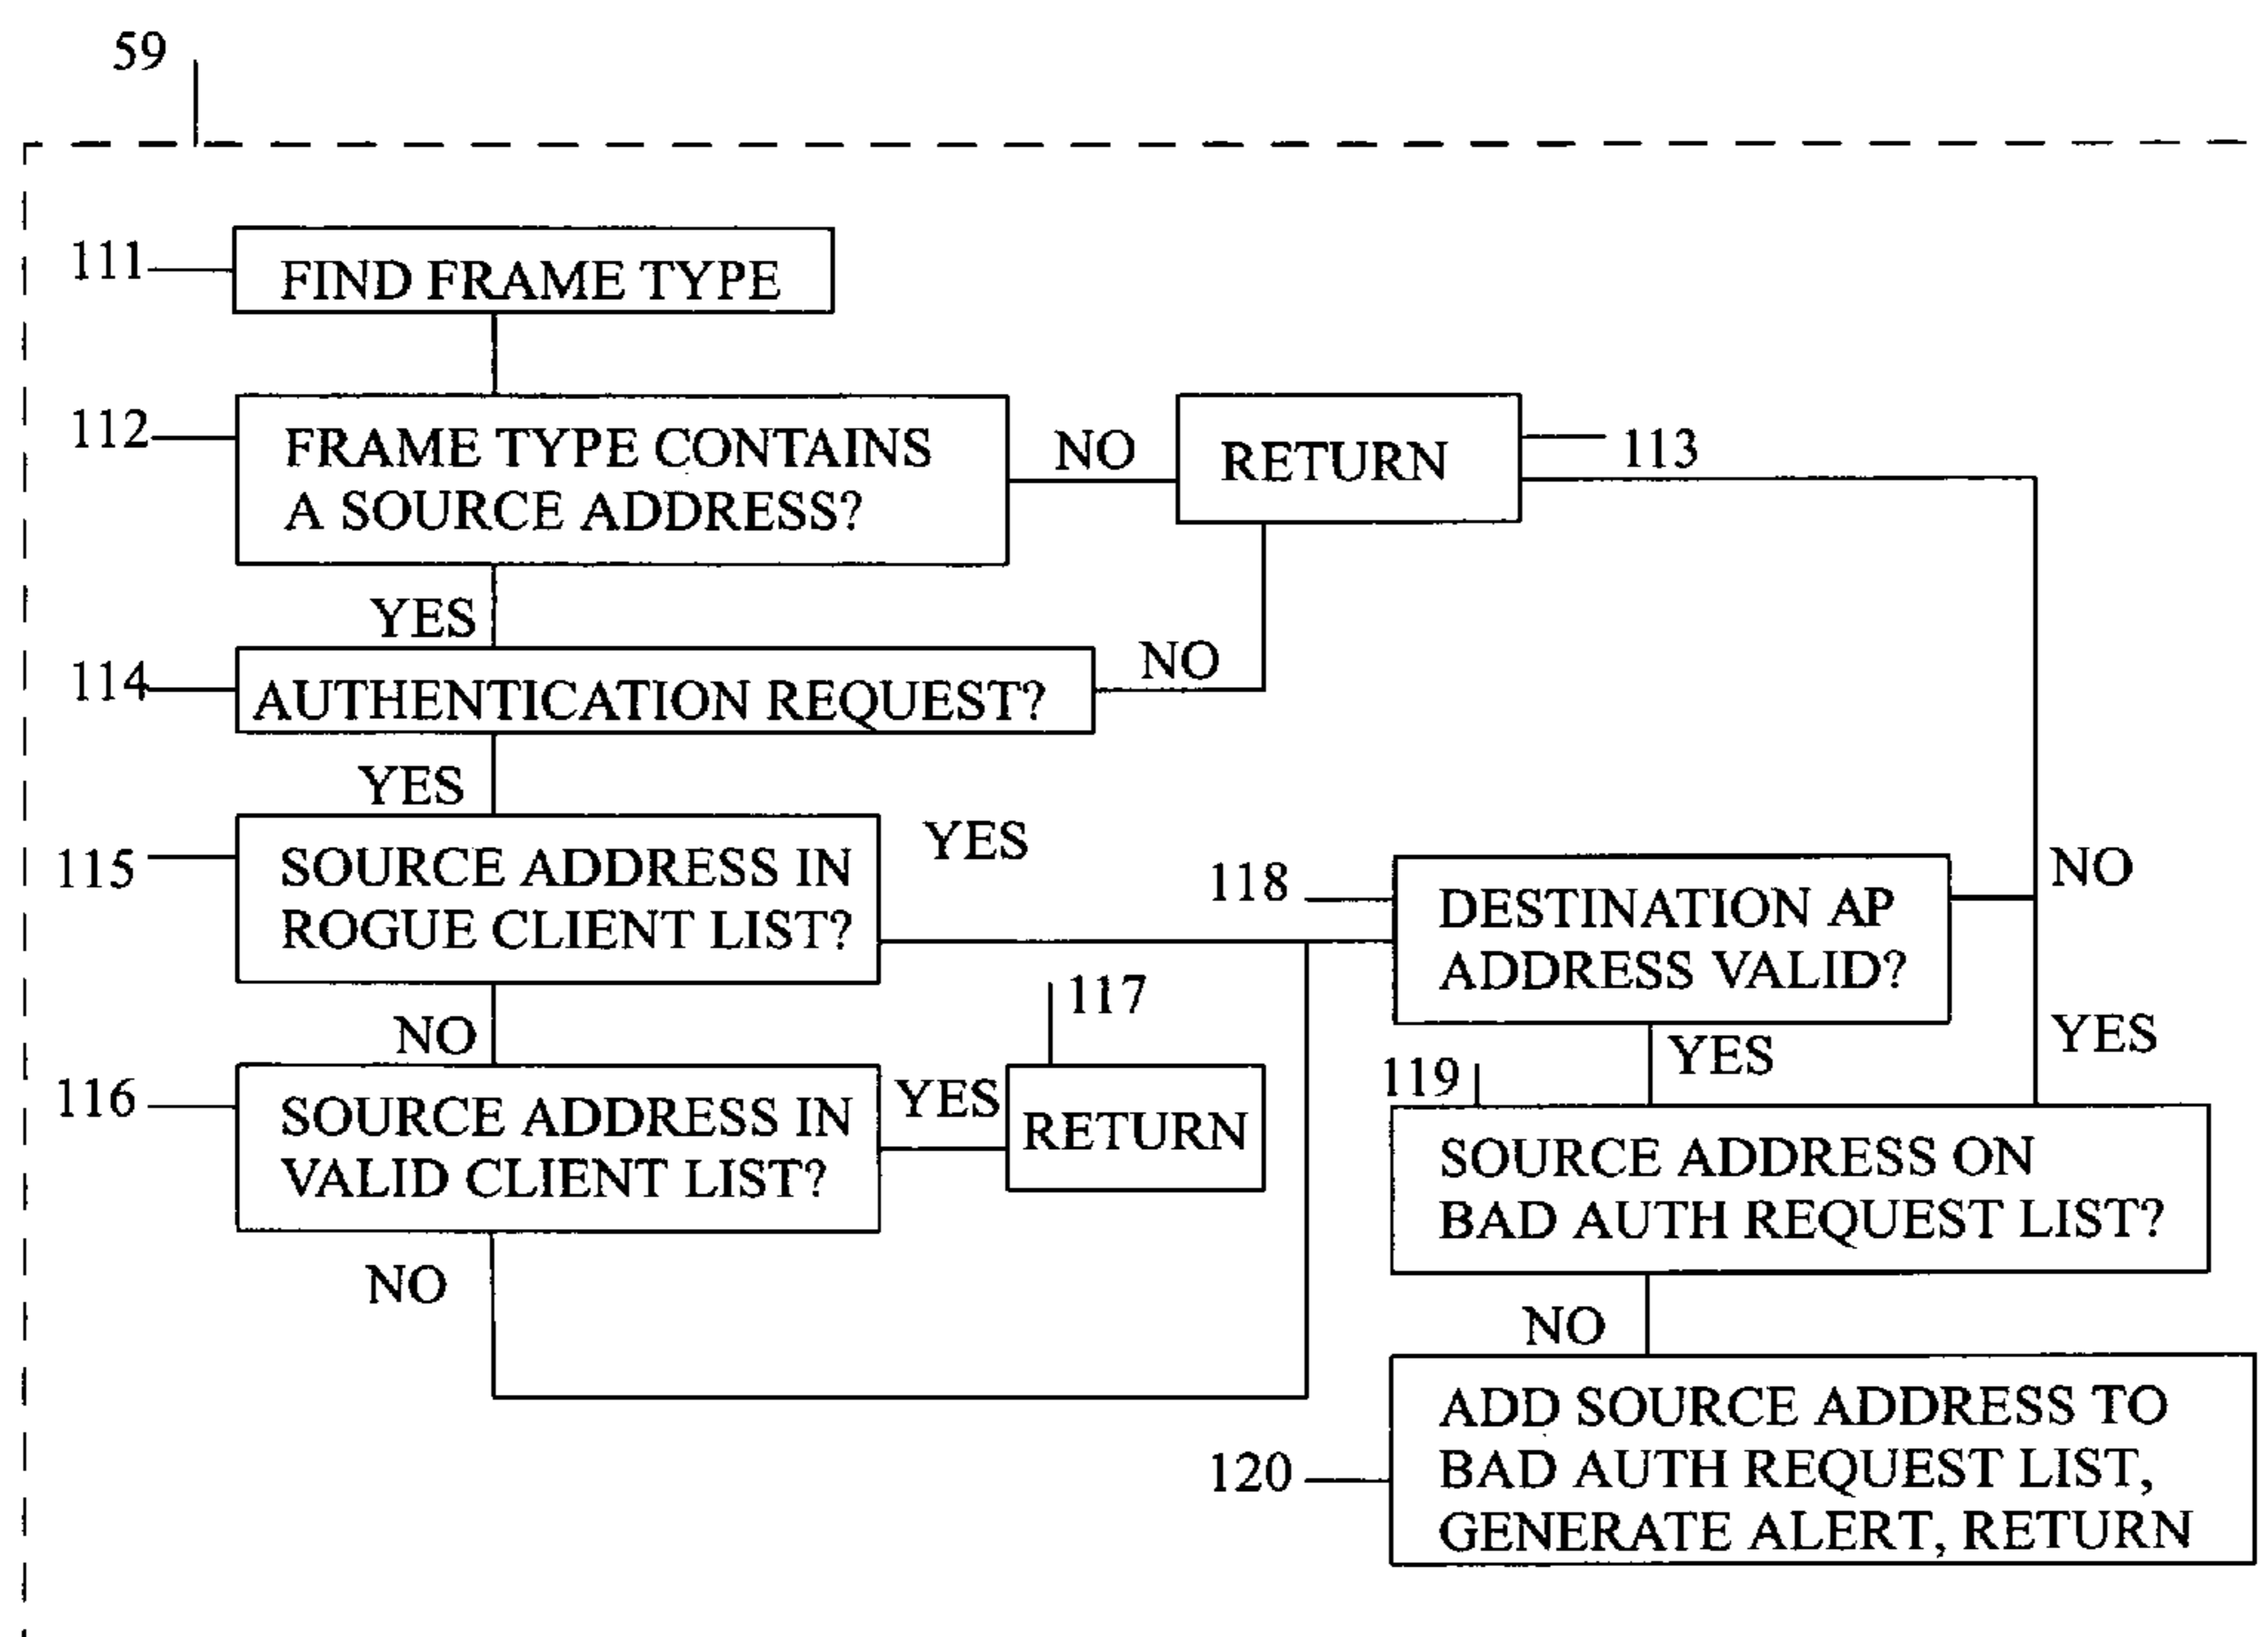 59
111
FIND FRAME TYPE
112
FRAME TYPE CONTAINS
A SOURCE ADDRESS?
NO
RETURN
113
YES
114
AUTHENTICATION REQUEST?
NO
YES
115
SOURCE ADDRESS IN
ROGUE CLIENT LIST?
YES
118
DESTINATION AP
ADDRESS VALID?
NO
NO
116
SOURCE ADDRESS IN
VALID CLIENT LIST?
YES
117
RETURN
YES
YES
119
SOURCE ADDRESS ON
BAD AUTH REQUEST LIST?
NO
NO
120
ADD SOURCE ADDRESS TO
BAD AUTH REQUEST LIST,
GENERATE ALERT, RETURN